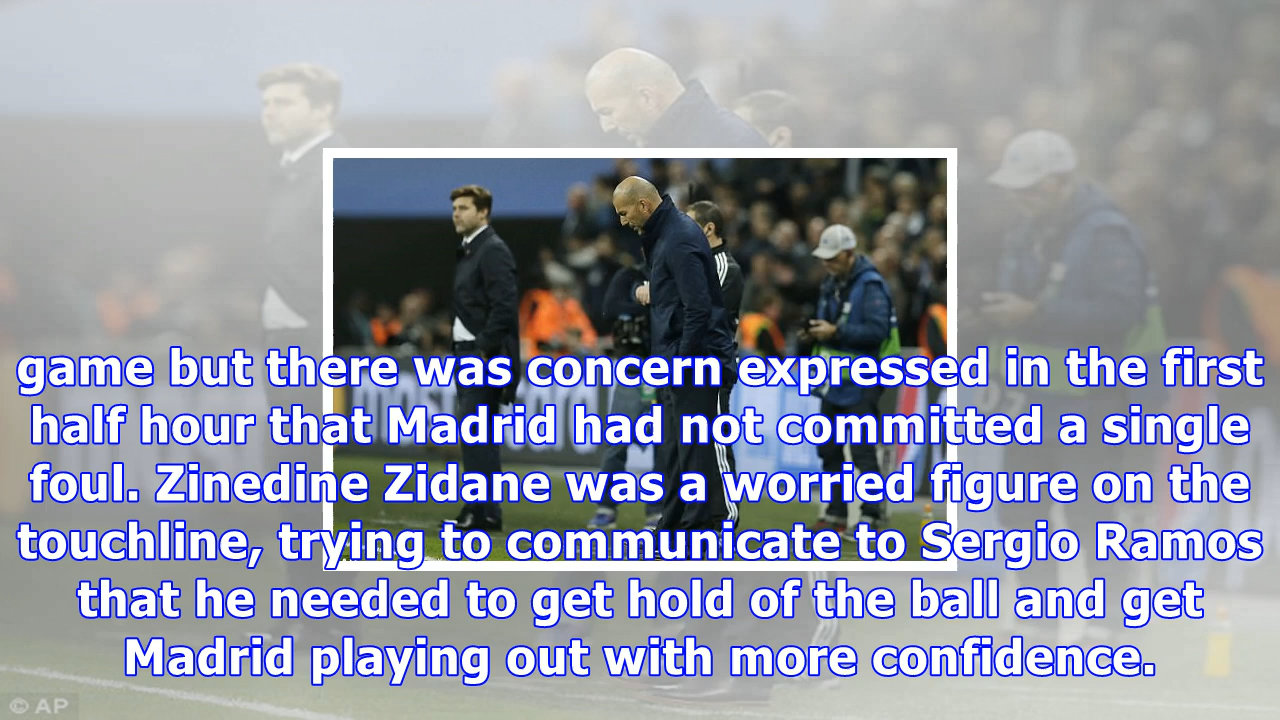 game but there was concern expressed in the first
half hour that Madrid had not committed a single
foul. Zinedine Zidane was a worried figure on the
touchline, trying to communicate to Sergio Ramos
that he needed to get hold of the ball and get
Madrid playing out with more confidence.
© AP